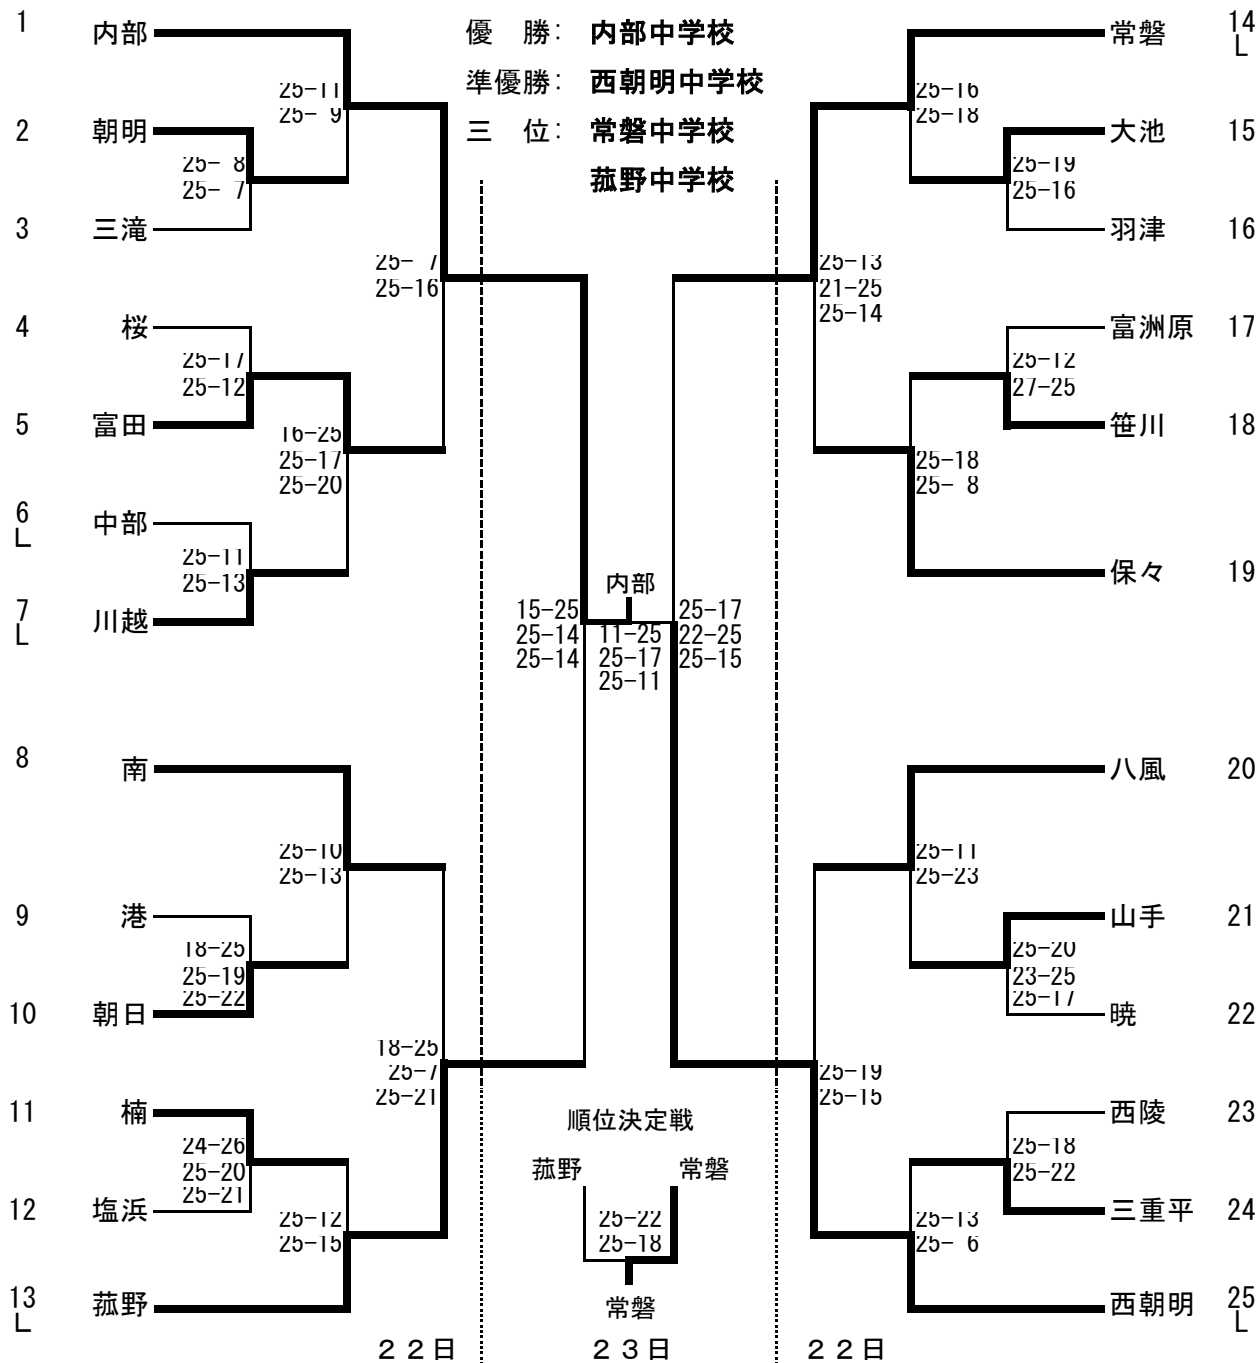 優　勝： 内部中学校
準優勝： 西朝明中学校
三　位： 常磐中学校
菰野中学校
1 内部
25-11
25- 9
2 朝明
25- 8
25- 7
3 三滝
25- 7
25-16
4 桜
25-17
25-12
5 富田
16-25
25-17
25-20
6
L 中部
25-11
25-13
7
L 川越
15-25
25-14
25-14
8 南
25-10
25-13
9 港
18-25
25-19
25-22
10 朝日
18-25
25-7
25-21
11 楠
24-26
25-20
25-21
12 塩浜
25-12
25-15
13
L 菰野
内部
11-25
25-17
25-11
常磐 14
L
25-16
25-18
大池 15
25-19
25-16
羽津 16
25-13
21-25
25-14
富洲原 17
25-12
27-25
笹川 18
25-18
25- 8
保々 19
25-17
22-25
25-15
八風 20
25-11
25-23
山手 21
25-20
23-25
25-17
暁 22
25-19
25-15
西陵 23
25-18
25-22
三重平 24
25-13
25- 6
西朝明 25
L
順位決定戦
菰野 常磐
25-22
25-18
常磐
２２日 ２３日 ２２日